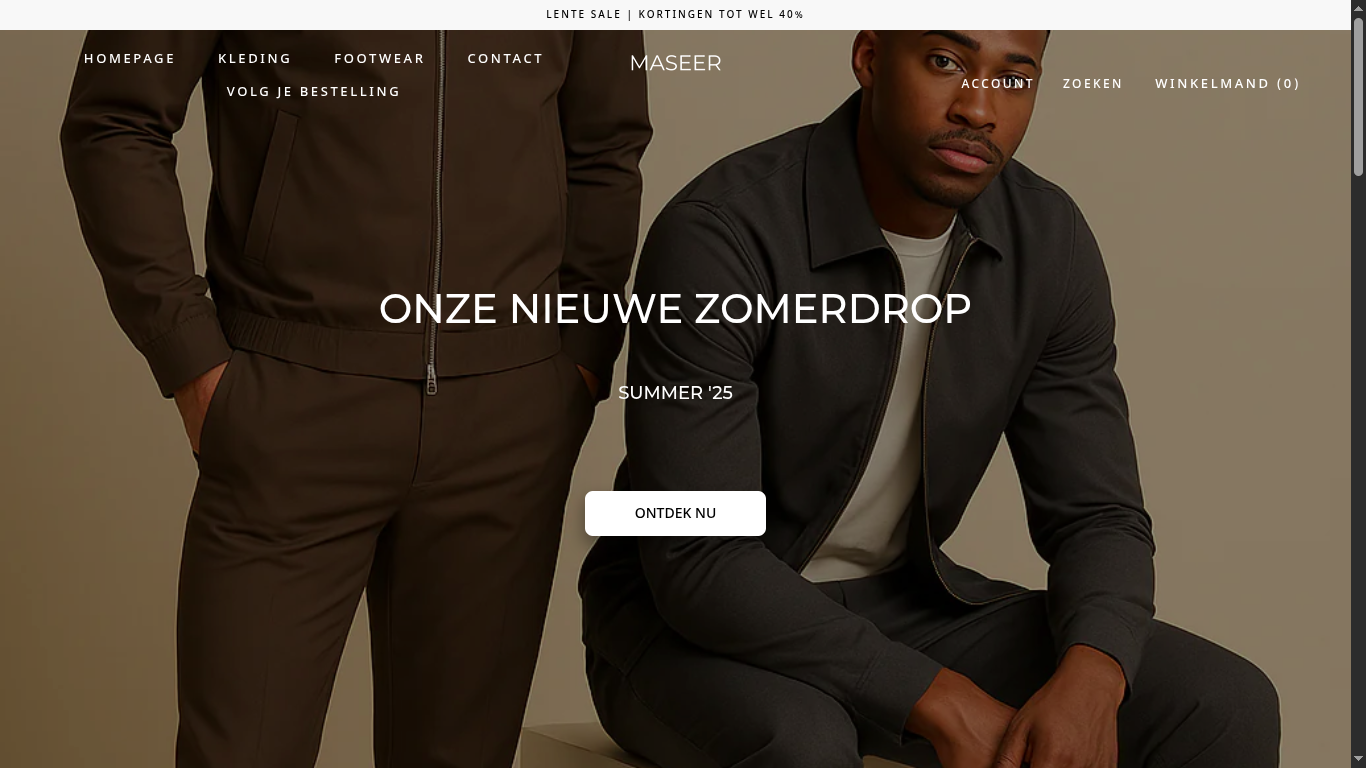 LENTE SALE | KORTINGEN TOT WEL 40%
HOMEPAGE KLEDING FOOTWEAR CONTACT
VOLG JE BESTELLING
MASEER
ACCOUNT ZOEKEN WINKELMAND (0)
ONZE NIEUWE ZOMERDROP
SUMMER '25
ONTDEK NU